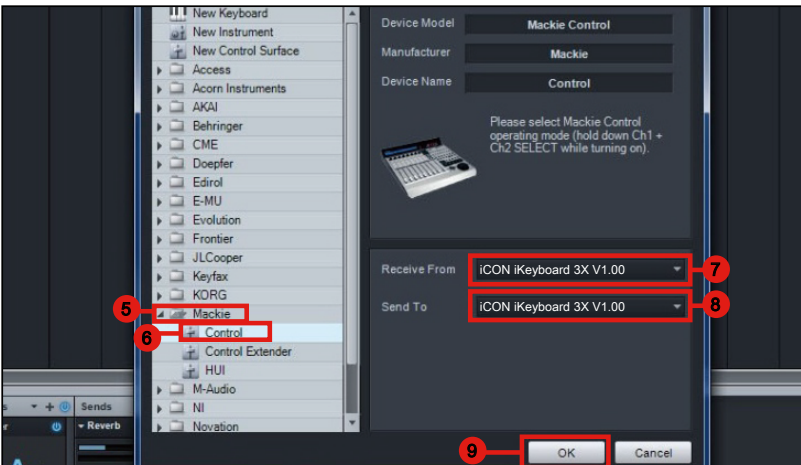 New Keyboard
New Instrument
New Control Surface
Access
Acorn Instruments
AKAI
Behringer
CME
Doepfer
Edirol
E-MU
Evolution
Frontier
JLCooper
Keyfax
KORG
5
Mackie
6
Control
Control Extender
HUI
M-Audio
NI
Novation
Device Model
Mackie Control
Manufacturer
Mackie
Device Name
Control
Please select Mackie Control
operating mode (hold down Ch1 +
Ch2 SELECT while turning on).
Receive From
iCON iKeyboard 3X V1.00
7
Send To
iCON iKeyboard 3X V1.00
8
9
OK
Cancel
Sends
Reverb